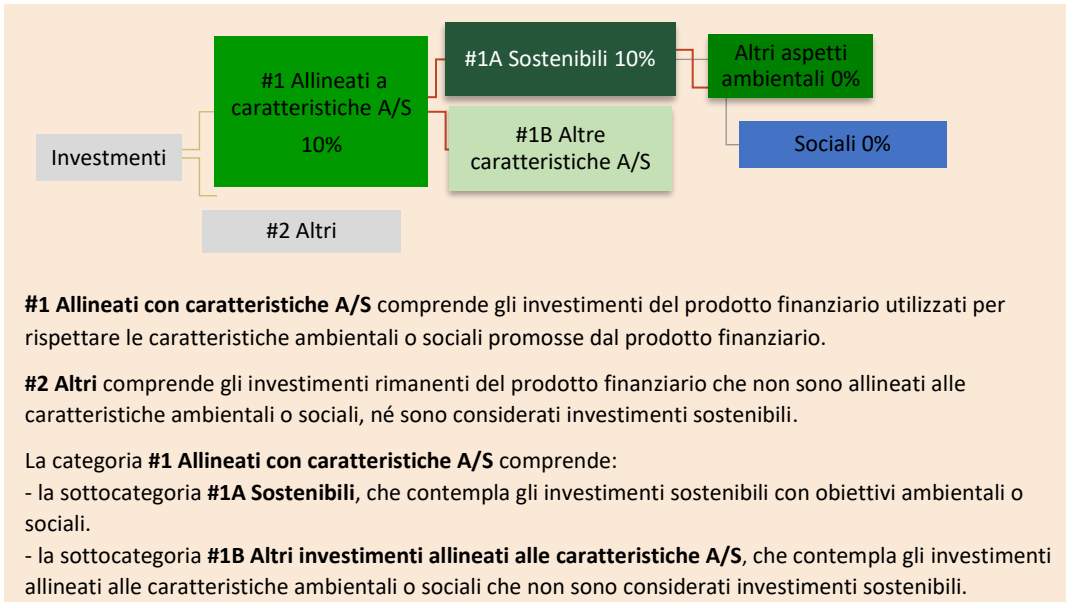 Investmenti
#1 Allineati a
caratteristiche A/S
10%
#2 Altri
#1A Sostenibili 10%
#1B Altre
caratteristiche A/S
Altri aspetti
ambientali 0%
Sociali 0%
#1 Allineati con caratteristiche A/S comprende gli investimenti del prodotto finanziario utilizzati per
rispettare le caratteristiche ambientali o sociali promosse dal prodotto finanziario.
#2 Altri comprende gli investimenti rimanenti del prodotto finanziario che non sono allineati alle
caratteristiche ambientali o sociali, né sono considerati investimenti sostenibili.
La categoria #1 Allineati con caratteristiche A/S comprende:
- la sottocategoria #1A Sostenibili, che contempla gli investimenti sostenibili con obiettivi ambientali o
sociali.
- la sottocategoria #1B Altri investimenti allineati alle caratteristiche A/S, che contempla gli investimenti
allineati alle caratteristiche ambientali o sociali che non sono considerati investimenti sostenibili.